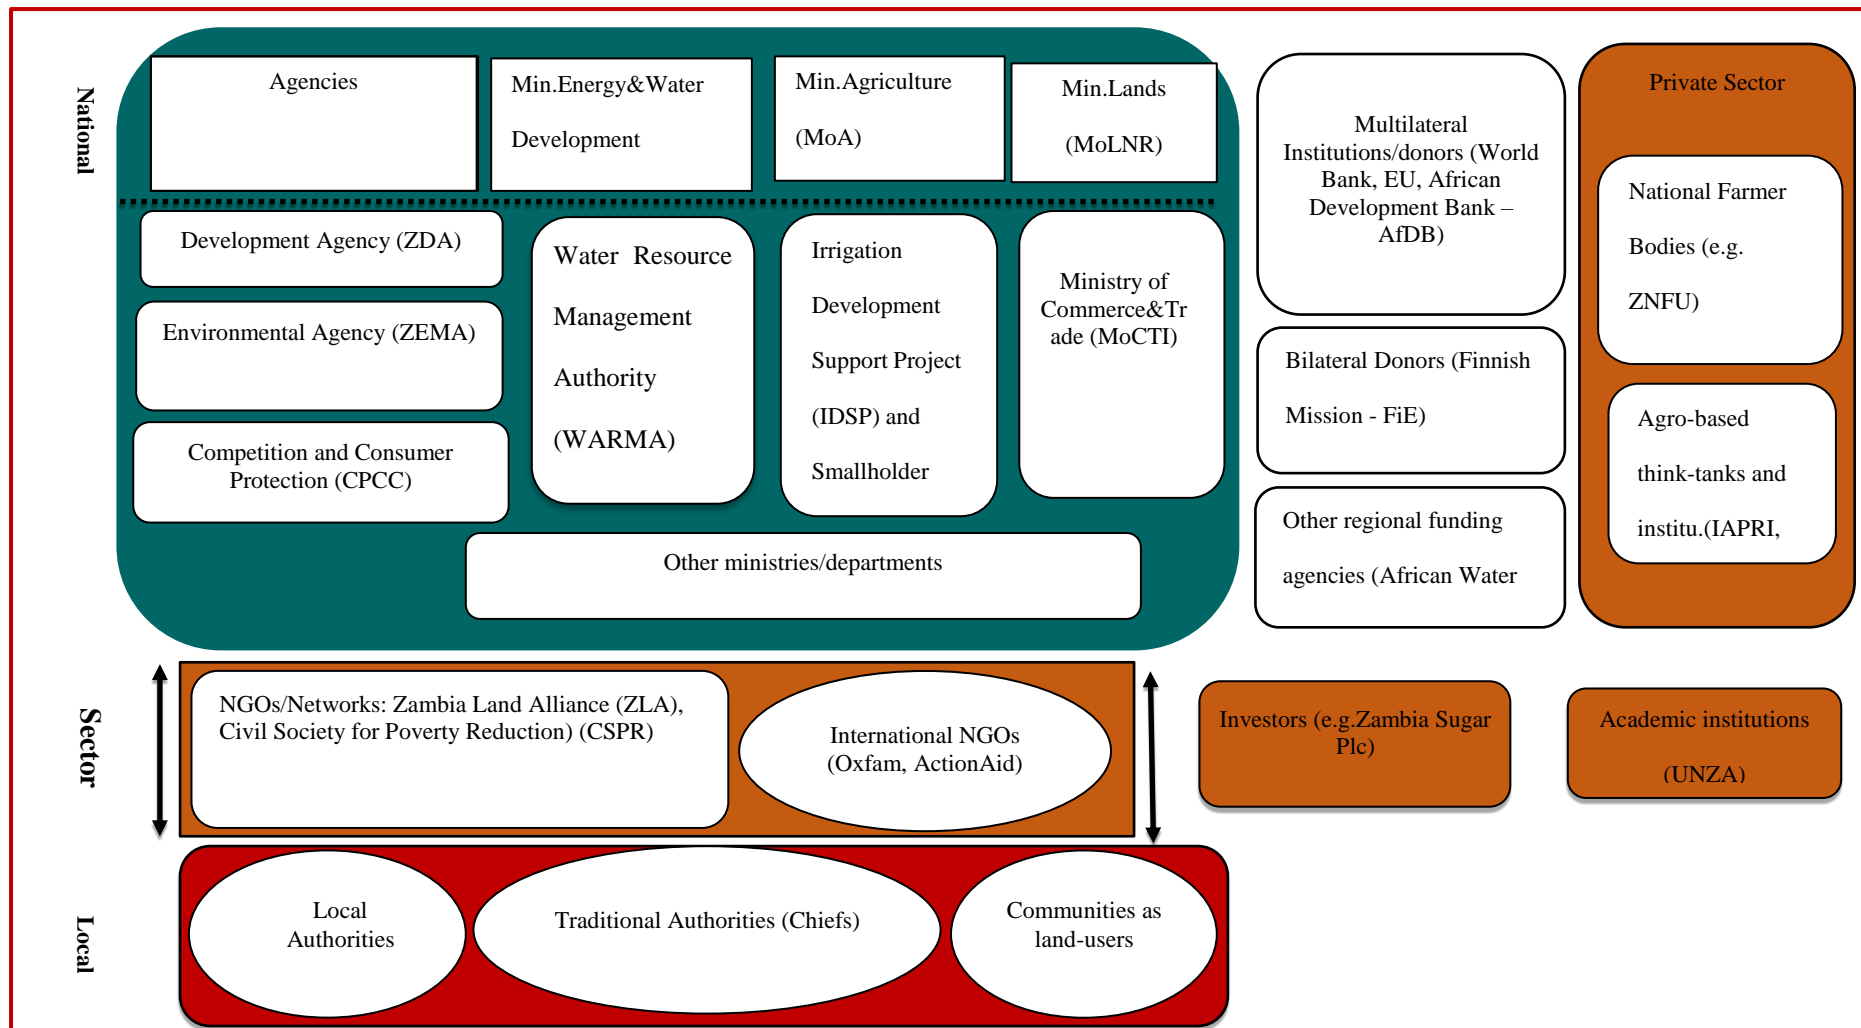 National
Agencies
Min.Energy&Water
Development
Min.Agriculture
(MoA)
Min.Lands
(MoLNR)
Development Agency (ZDA)
Environmental Agency (ZEMA)
Competition and Consumer
Protection (CPCC)
Water Resource
Management
Authority
(WARMA)
Irrigation
Development
Support Project
(IDSP) and
Smallholder
Ministry of
Commerce&Tr
ade (MoCTI)
Other ministries/departments
Multilateral
Institutions/donors (World
Bank, EU, African
Development Bank –
AfDB)
Bilateral Donors (Finnish
Mission - FiE)
Other regional funding
agencies (African Water
Private Sector
National Farmer
Bodies (e.g.
ZNFU)
Agro-based
think-tanks and
institu.(IAPRI,
Sector
NGOs/Networks: Zambia Land Alliance (ZLA),
Civil Society for Poverty Reduction) (CSPR)
International NGOs
(Oxfam, ActionAid)
Investors (e.g.Zambia Sugar
Plc)
Academic institutions
(UNZA)
Local
Local
Authorities
Traditional Authorities (Chiefs)
Communities as
land-users